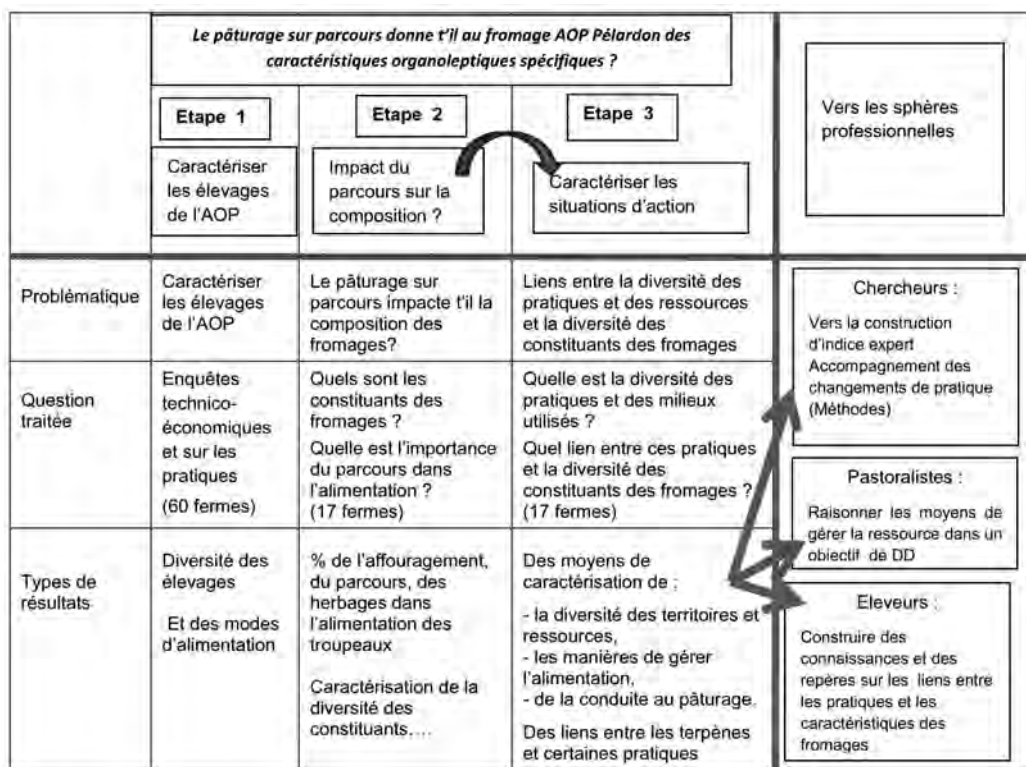 Le pâturage sur parcours donne t'il au fromage AOP Pélardon des
caractéristiques organoleptiques spécifiques ?
Etape 1
Etape 2
Etape 3
Caractériser
les élevages
de l'AOP
Impact du
parcours sur la
composition ?
Caractériser les
situations d'action
Vers les sphères
professionnelles
Problématique
Caractériser
les élevages
de l'AOP
Le pâturage sur
parcours impacte t'il la
composition des
fromages?
Liens entre la diversité des
pratiques et des ressources
et la diversité des
constituants des fromages
Question
traitée
Enquêtes
technico-
économiques
et sur les
pratiques
(60 fermes)
Quels sont les
constituants des
fromages ?
Quelle est l'importance
du parcours dans
l'alimentation ?
(17 fermes)
Quelle est la diversité des
pratiques et des milieux
utilisés ?
Quel lien entre ces pratiques
et la diversité des
constituants des fromages ?
(17 fermes)
Types de
résultats
Diversité des
élevages
Et des modes
d'alimentation
% de l'affouragement,
du parcours, des
herbages dans
l'alimentation des
troupeaux
Caractérisation de la
diversité des
constituants….
Des moyens de
caractérisation de :
- la diversité des territoires et
ressources,
- les manières de gérer
l'alimentation,
- de la conduite au pâturage,
Des liens entre les terpènes
et certaines pratiques
Chercheurs :
Vers la construction
d'indice expert
Accompagnement des
changements de pratique
(Méthodes)
Pastoralistes :
Raisonner les moyens de
gérer la ressource dans un
objectif de DD
Eleveurs :
Construire des
connaissances et des
repères sur les liens entre
les pratiques et les
caractéristiques des
fromages